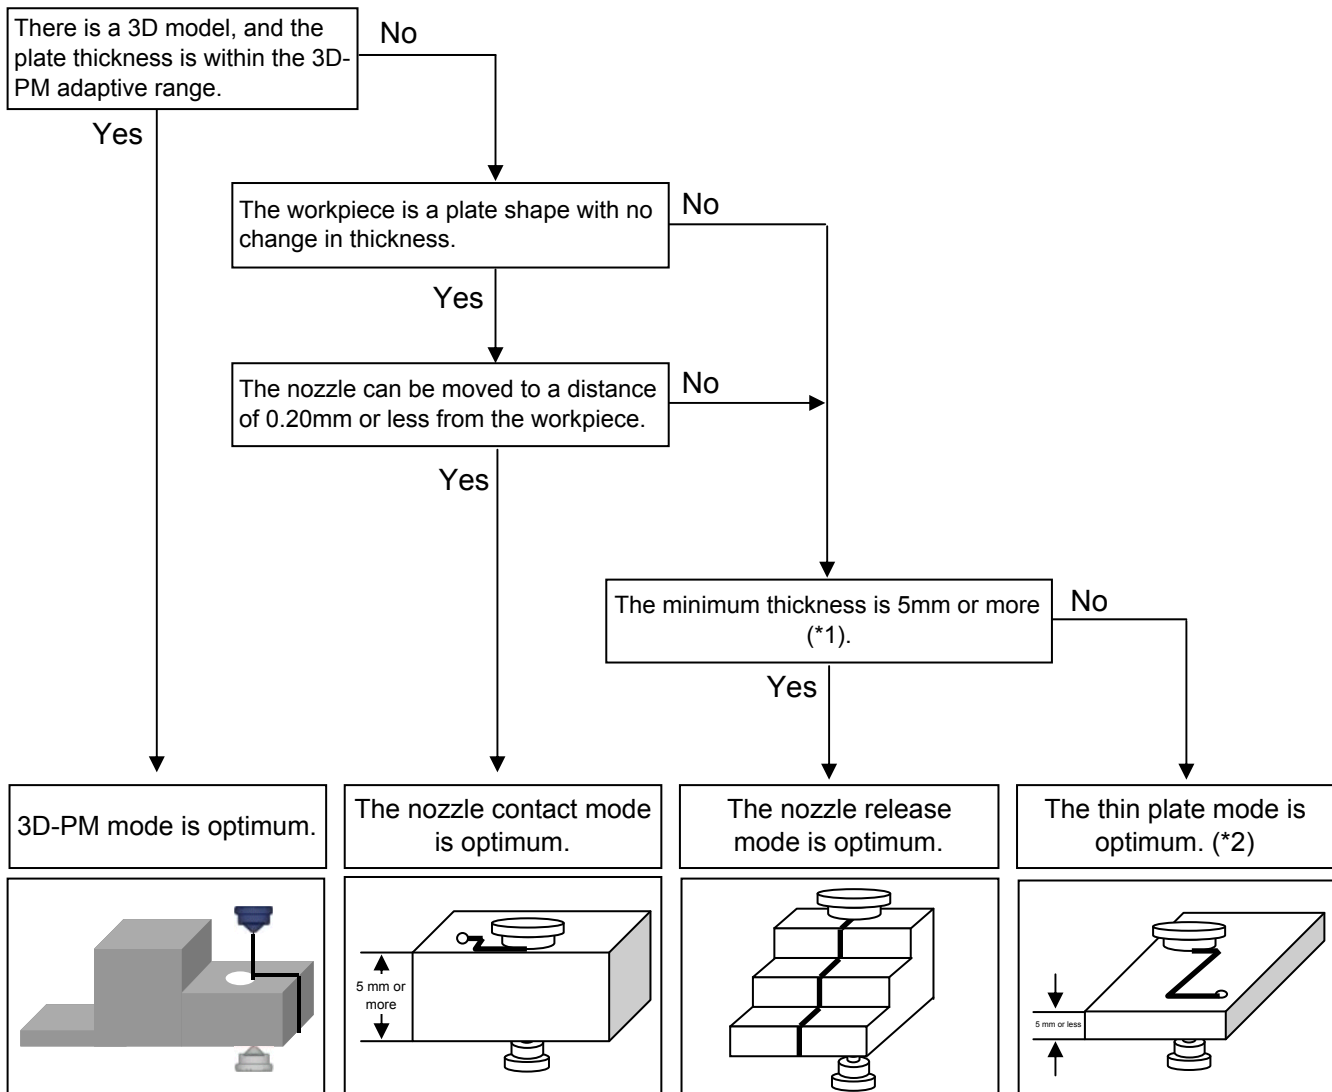 There is a 3D model, and the
plate thickness is within the 3D-
PM adaptive range.
No
Yes
The workpiece is a plate shape with no
change in thickness.
No
Yes
The nozzle can be moved to a distance
of 0.20mm or less from the workpiece.
No
Yes
The minimum thickness is 5mm or more
(*1).
No
Yes
3D-PM mode is optimum.
The nozzle contact mode
is optimum.
The nozzle release
mode is optimum.
The thin plate mode is
optimum. (*2)
5 mm or
more
5 mm or less